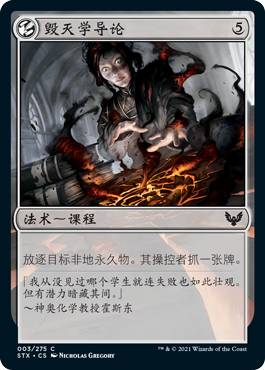 毁灭学导论 5
法术～课程
放逐目标非地永久物。其操控者抓一张牌。
「我从没见过哪个学生就连失败也如此壮观。
但有潜力暗藏其间。」
～神奥化学教授霍斯东
003/275 C
STX • CS NICHOLAS GREGORY
™ & © 2021 Wizards of the Coast